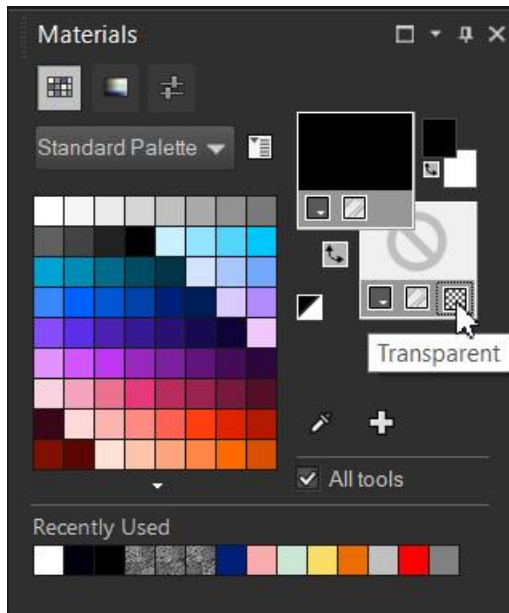 Materials
Standard Palette
Transparent
All tools
Recently Used